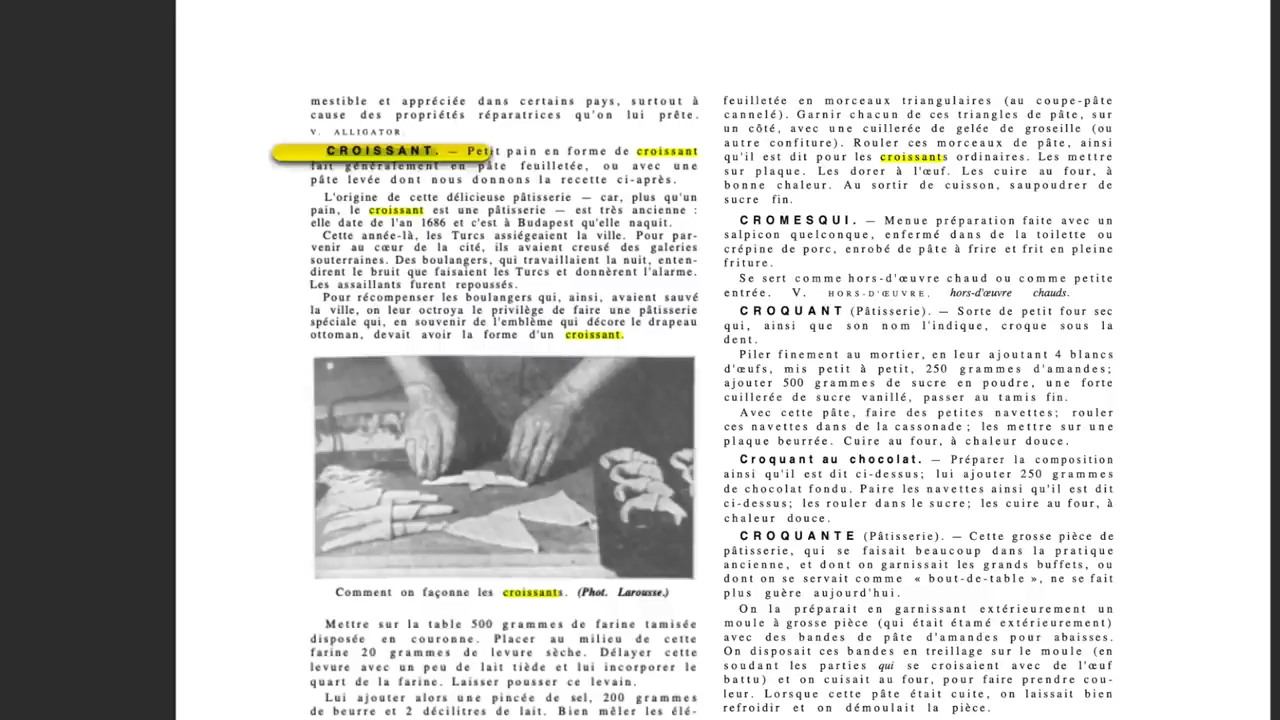 mestible et appréciée dans certains pays, surtout à
cause des propriétés réparatrices qu'on lui prête.
V. ALLIGATOR.
CROISSANT. — Petit pain en forme de croissant
fait généralement en pâte feuilletée, ou avec une
pâte levée dont nous donnons la recette ci-après.
L'origine de cette délicieuse pâtisserie — car, plus qu'un
pain, le croissant est une pâtisserie — est très ancienne :
elle date de l'an 1686 et c'est à Budapest qu'elle naquit.
Cette année-là, les Turcs assiégeaient la ville. Pour par-
venir au cœur de la cité, ils avaient creusé des galeries
souterraines. Des boulangers, qui travaillaient la nuit, enten-
dirent le bruit que faisaient les Turcs et donnèrent l'alarme.
Les assaillants furent repoussés.
Pour récompenser les boulangers qui, ainsi, avaient sauvé
la ville, on leur octroya le privilège de faire une pâtisserie
spéciale qui, en souvenir de l'emblème qui décore le drapeau
ottoman, devait avoir la forme d'un croissant.
Comment on façonne les croissants. (Phot. Larousse.)
Mettre sur la table 500 grammes de farine tamisée
disposée en couronne. Placer au milieu de cette
farine 20 grammes de levure sèche. Délayer cette
levure avec un peu de lait tiède et lui incorporer le
quart de la farine. Laisser pousser ce levain.
Lui ajouter alors une pincée de sel, 200 grammes
de beurre et 2 décilitres de lait. Bien mêler les élé-
feuilletée en morceaux triangulaires (au coupe-pâte
cannelé). Garnir chacun de ces triangles de pâte, sur
un côté, avec une cuillerée de gelée de groseille (ou
autre confiture). Rouler ces morceaux de pâte, ainsi
qu'il est dit pour les croissants ordinaires. Les mettre
sur plaque. Les dorer à l'œuf. Les cuire au four, à
bonne chaleur. Au sortir de cuisson, saupoudrer de
sucre fin.
CROMESQUI. — Menue préparation faite avec un
salpicon quelconque, enfermé dans de la toilette ou
crépine de porc, enrobé de pâte à frire et frit en pleine
friture.
Se sert comme hors-d'œuvre chaud ou comme petite
entrée. V. HORS-D'ŒUVRE, hors-d'œuvre chauds.
CROQUANT (Pâtisserie). — Sorte de petit four sec
qui, ainsi que son nom l'indique, croque sous la
dent.
Piler finement au mortier, en leur ajoutant 4 blancs
d'œufs, mis petit à petit, 250 grammes d'amandes;
ajouter 500 grammes de sucre en poudre, une forte
cuillerée de sucre vanillé, passer au tamis fin.
Avec cette pâte, faire des petites navettes; rouler
ces navettes dans de la cassonade; les mettre sur une
plaque beurrée. Cuire au four, à chaleur douce.
Croquant au chocolat. — Préparer la composition
ainsi qu'il est dit ci-dessus; lui ajouter 250 grammes
de chocolat fondu. Paire les navettes ainsi qu'il est dit
ci-dessus; les rouler dans le sucre; les cuire au four, à
chaleur douce.
CROQUANTE (Pâtisserie). — Cette grosse pièce de
pâtisserie, qui se faisait beaucoup dans la pratique
ancienne, et dont on garnissait les grands buffets, ou
dont on se servait comme « bout-de-table », ne se fait
plus guère aujourd'hui.
On la préparait en garnissant extérieurement un
moule à grosse pièce (qui était étamé extérieurement)
avec des bandes de pâte d'amandes pour abaisses.
On disposait ces bandes en treillage sur le moule (en
soudant les parties qui se croisaient avec de l'œuf
battu) et on cuisait au four, pour faire prendre cou-
leur. Lorsque cette pâte était cuite, on laissait bien
refroidir et on démoulait la pièce.